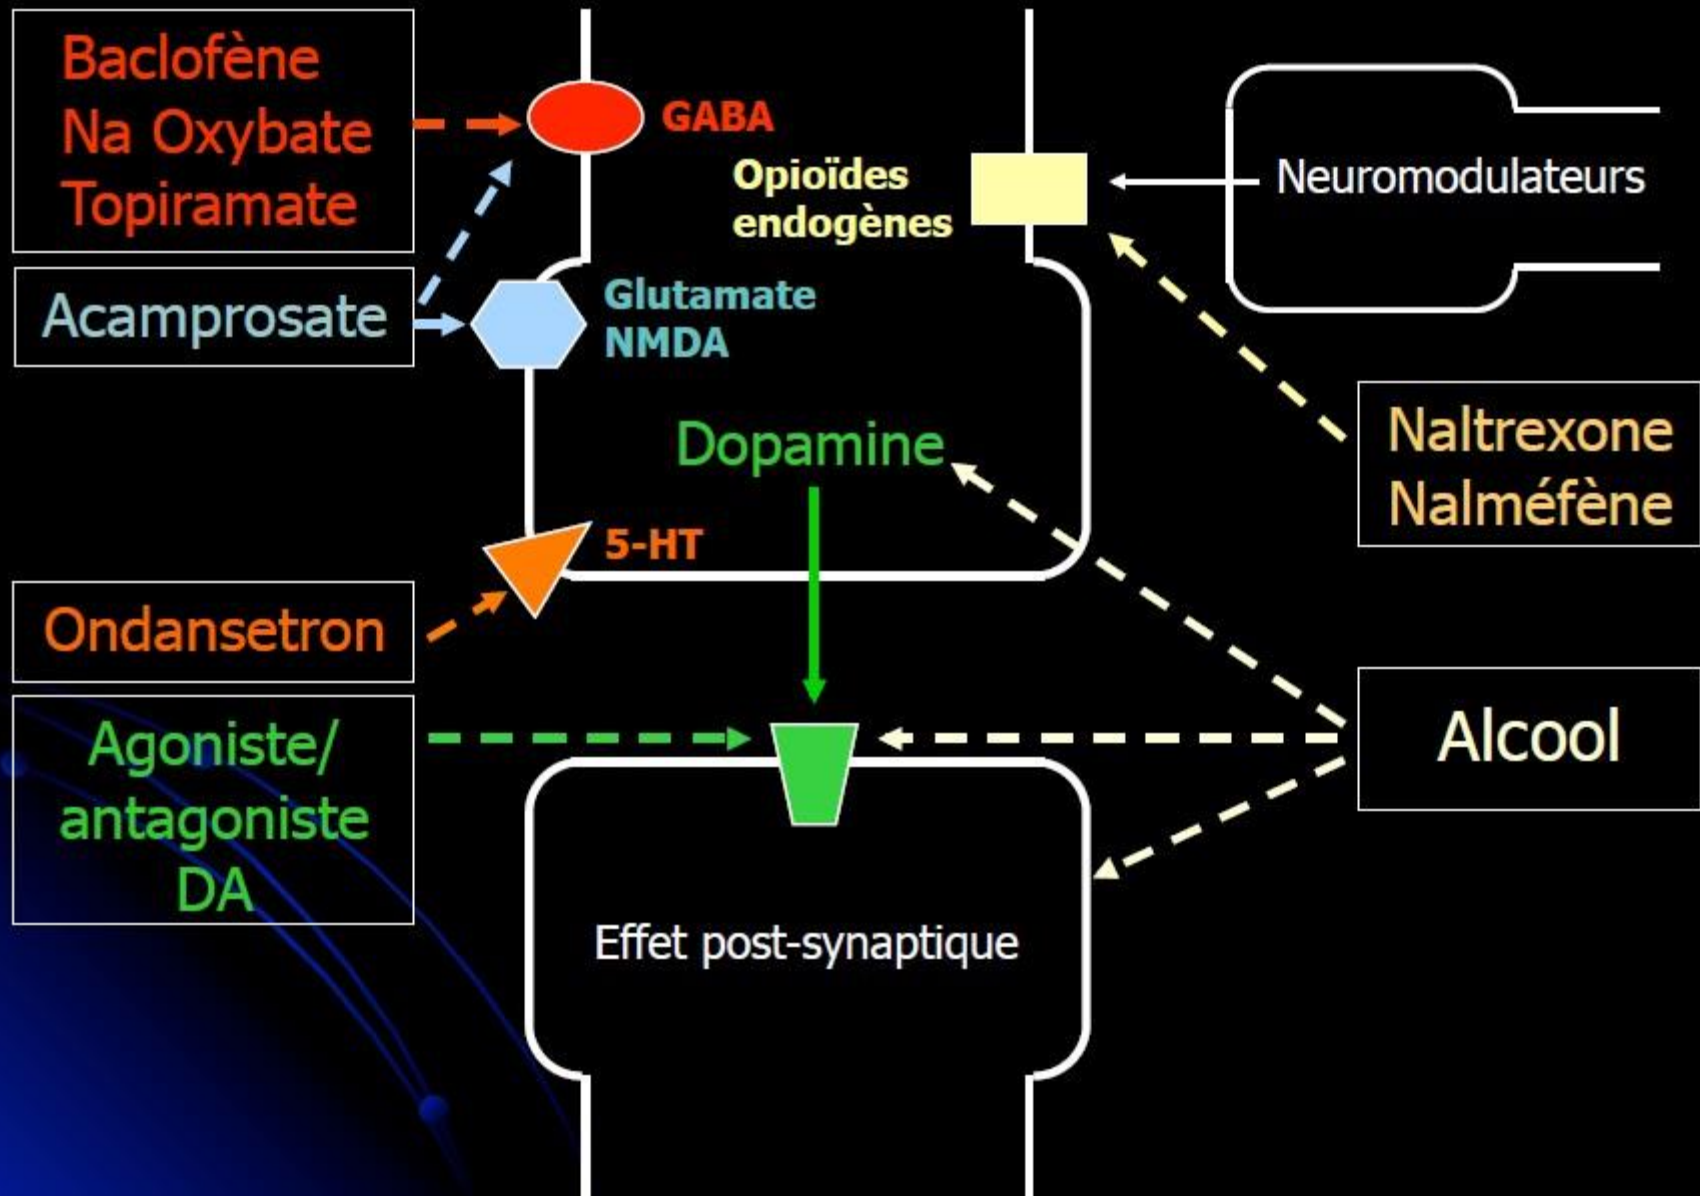 Baclofène
Na Oxybate
Topiramate
GABA
Opioïdes
endogènes
Neuromodulateurs
Acamprosate
Glutamate
NMDA
Dopamine
Naltrexone
Nalméfène
5-HT
Ondansetron
Agoniste/
antagoniste
DA
Alcool
Effet post-synaptique